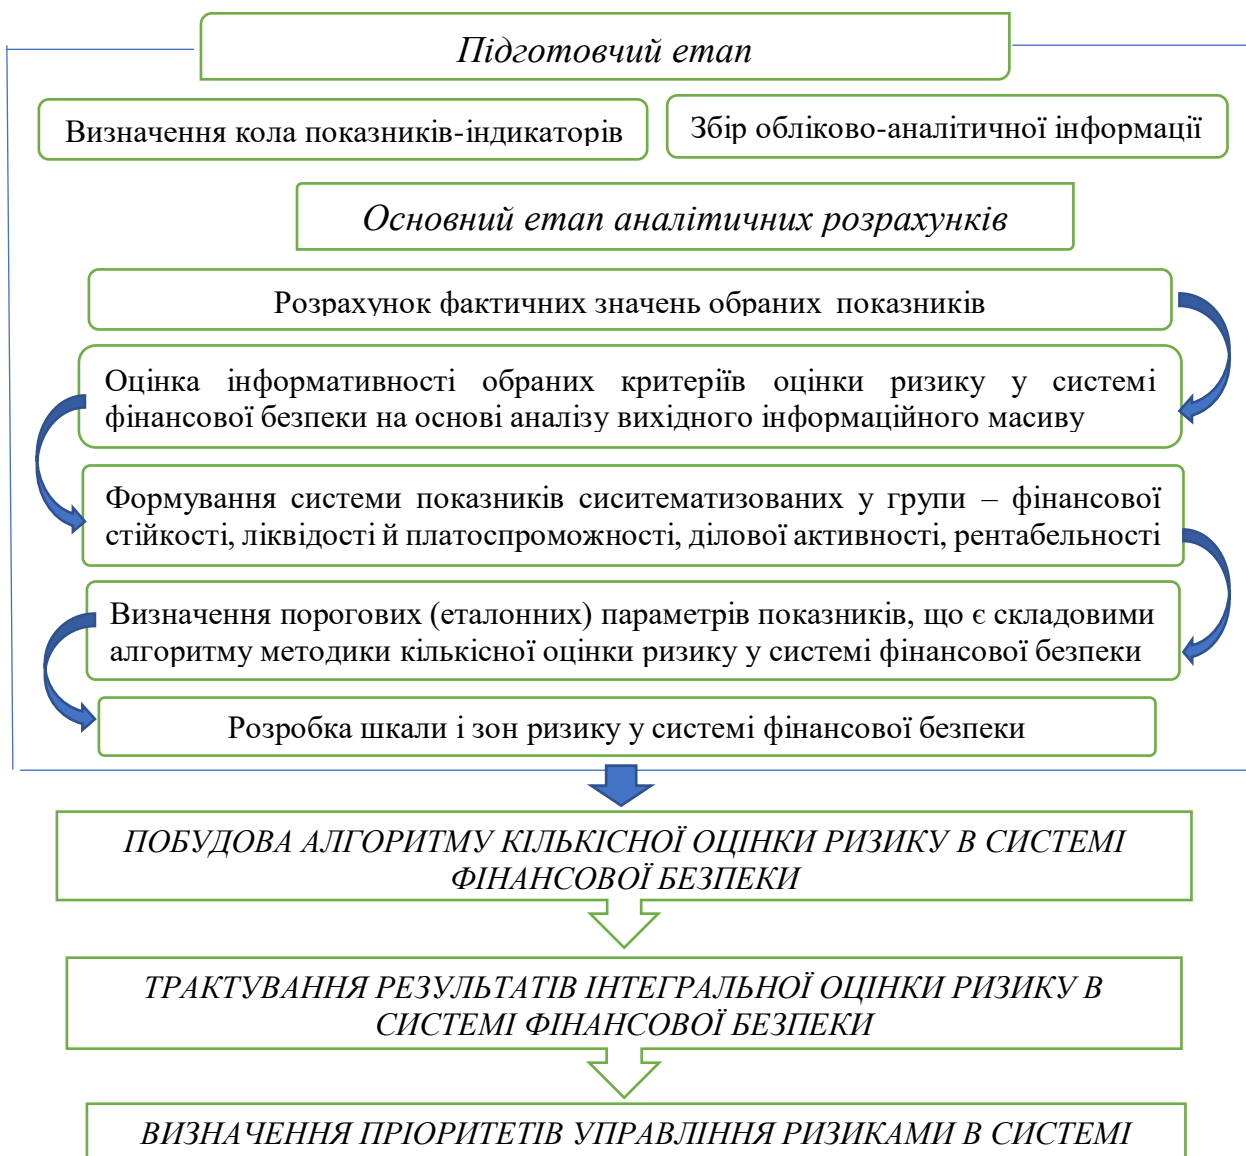 Підготовчий етап
Визначення кола показників-індикаторів
Збір обліково-аналітичної інформації
Основний етап аналітичних розрахунків
Розрахунок фактичних значень обраних показників
Оцінка інформативності обраних критеріїв оцінки ризику у системі
фінансової безпеки на основі аналізу вихідного інформаційного масиву
Формування системи показників сиситематизованих у групи – фінансової
стійкості, ліквідості й платоспроможності, ділової активності, рентабельності
Визначення порогових (еталонних) параметрів показників, що є складовими
алгоритму методики кількісної оцінки ризику у системі фінансової безпеки
Розробка шкали і зон ризику у системі фінансової безпеки
ПОБУДОВА АЛГОРИТМУ КІЛЬКІСНОЇ ОЦІНКИ РИЗИКУ В СИСТЕМІ
ФІНАНСОВОЇ БЕЗПЕКИ
ТРАКТУВАННЯ РЕЗУЛЬТАТІВ ІНТЕГРАЛЬНОЇ ОЦІНКИ РИЗИКУ В
СИСТЕМІ ФІНАНСОВОЇ БЕЗПЕКИ
ВИЗНАЧЕННЯ ПРІОРИТЕТІВ УПРАВЛІННЯ РИЗИКАМИ В СИСТЕМІ